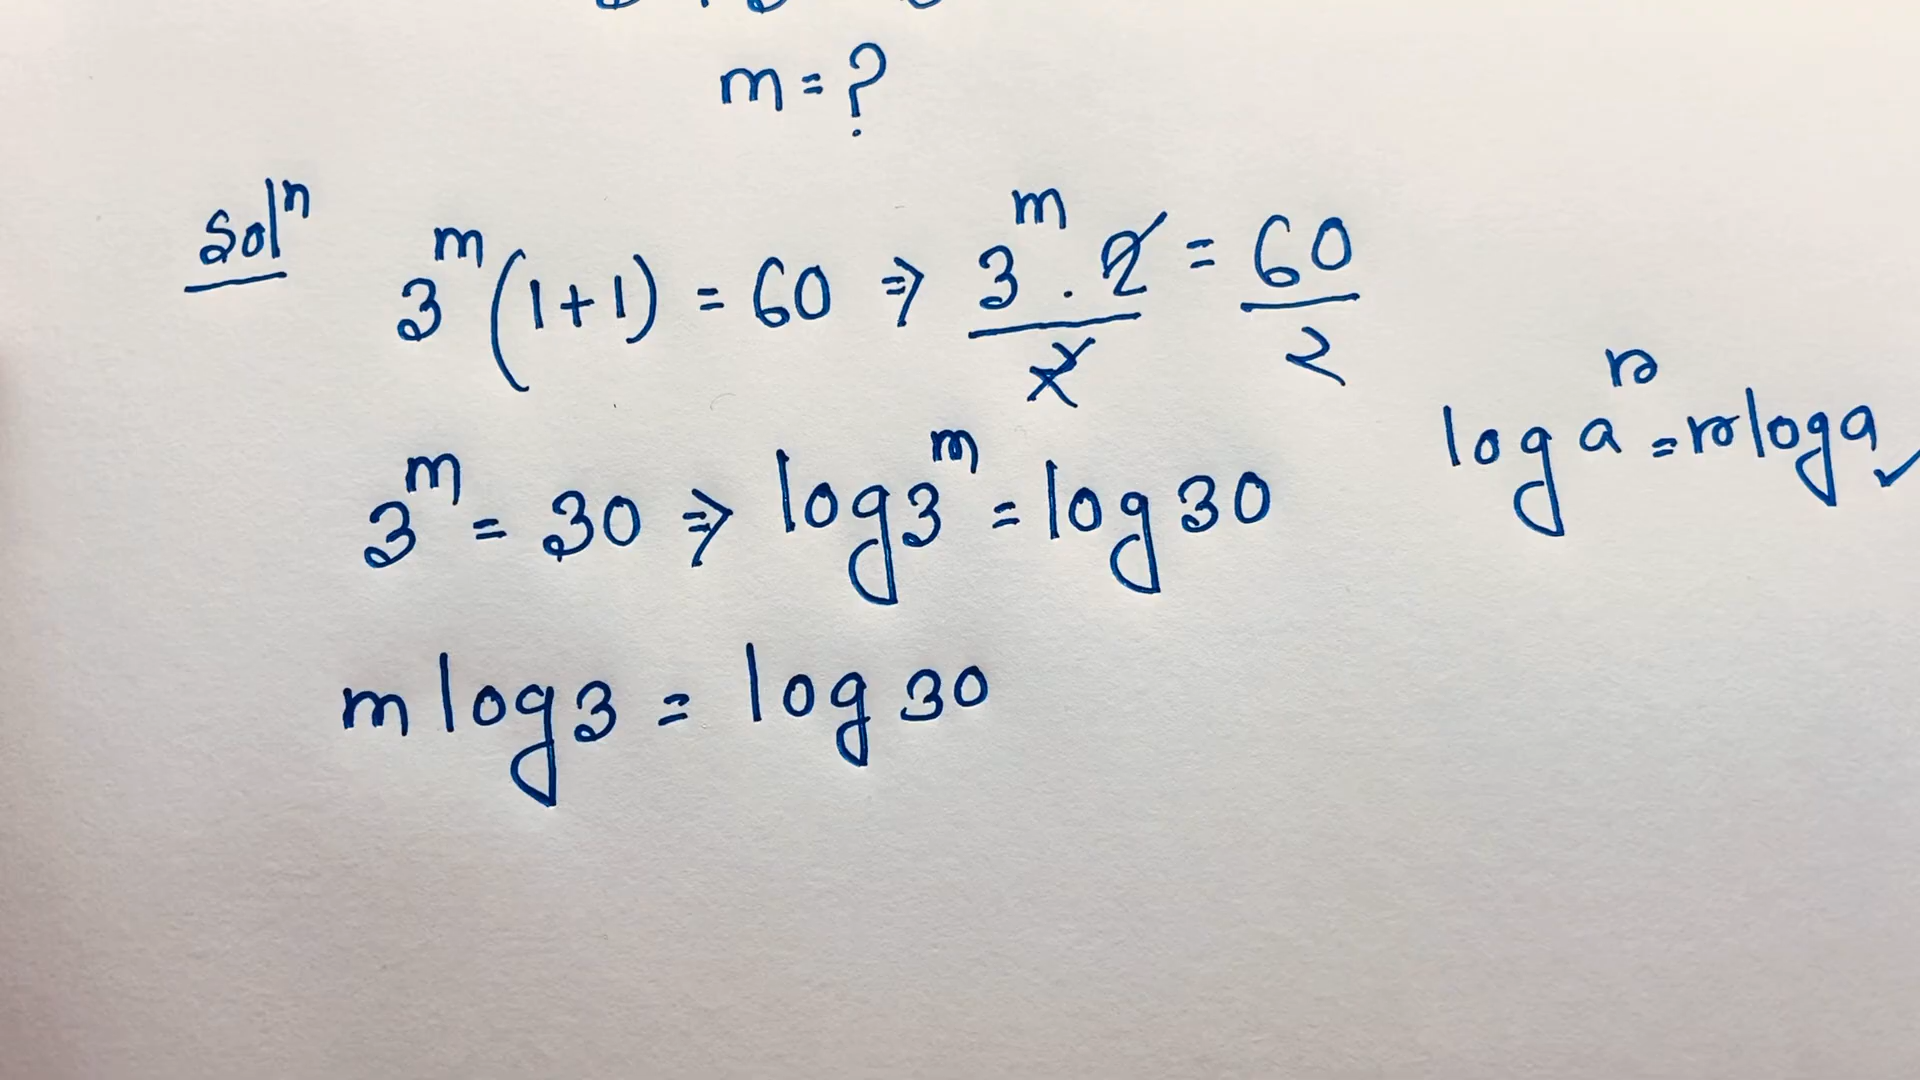 m = ?
Solⁿ 3^m (1+1) = 60 ⇒ (3^m . 2)/2 = 60/2
log a^n = n log a ✓
3^m = 30 ⇒ log 3^m = log 30
m log 3 = log 30